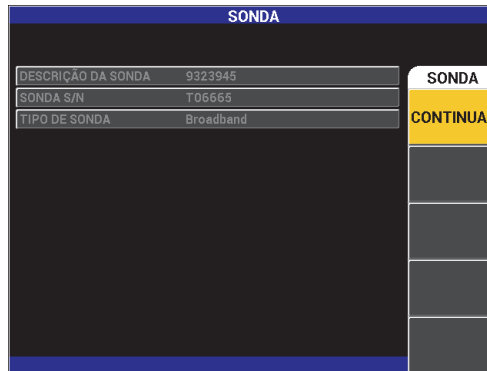 SONDA
DESCRIÇÃO DA SONDA 9323945
SONDA S/N T06665
TIPO DE SONDA Broadband
SONDA
CONTINUA